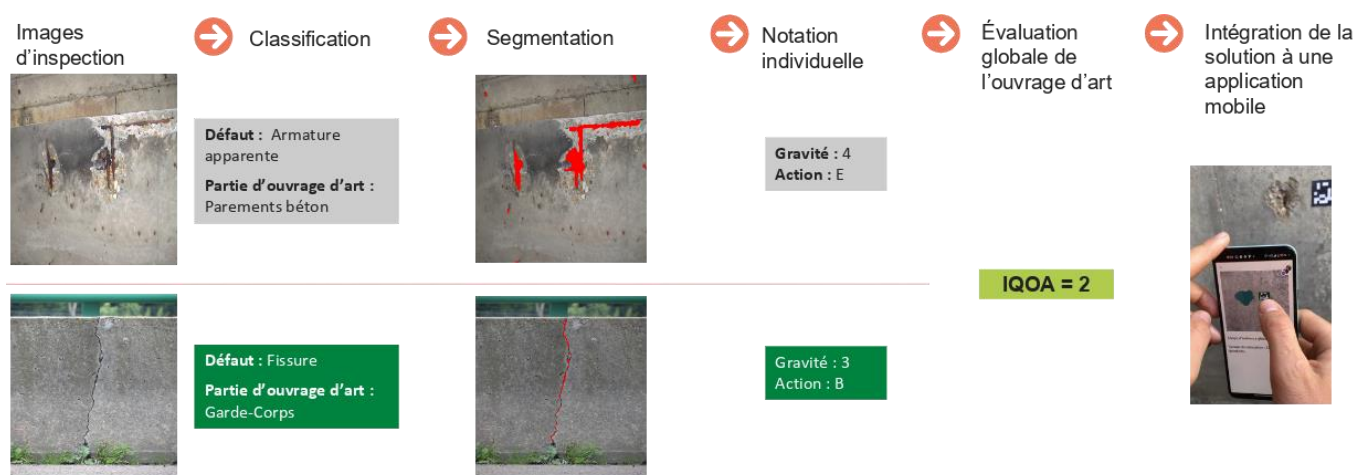 Images
d’inspection
Classification
Segmentation
Notation
individuelle
Évaluation
globale de
l’ouvrage d’art
Intégration de la
solution à une
application
mobile
Défaut : Armature
apparente
Partie d’ouvrage d’art :
Parements béton
Gravité : 4
Action : E
IQOA = 2
Défaut : Fissure
Partie d’ouvrage d’art :
Garde-Corps
Gravité : 3
Action : B